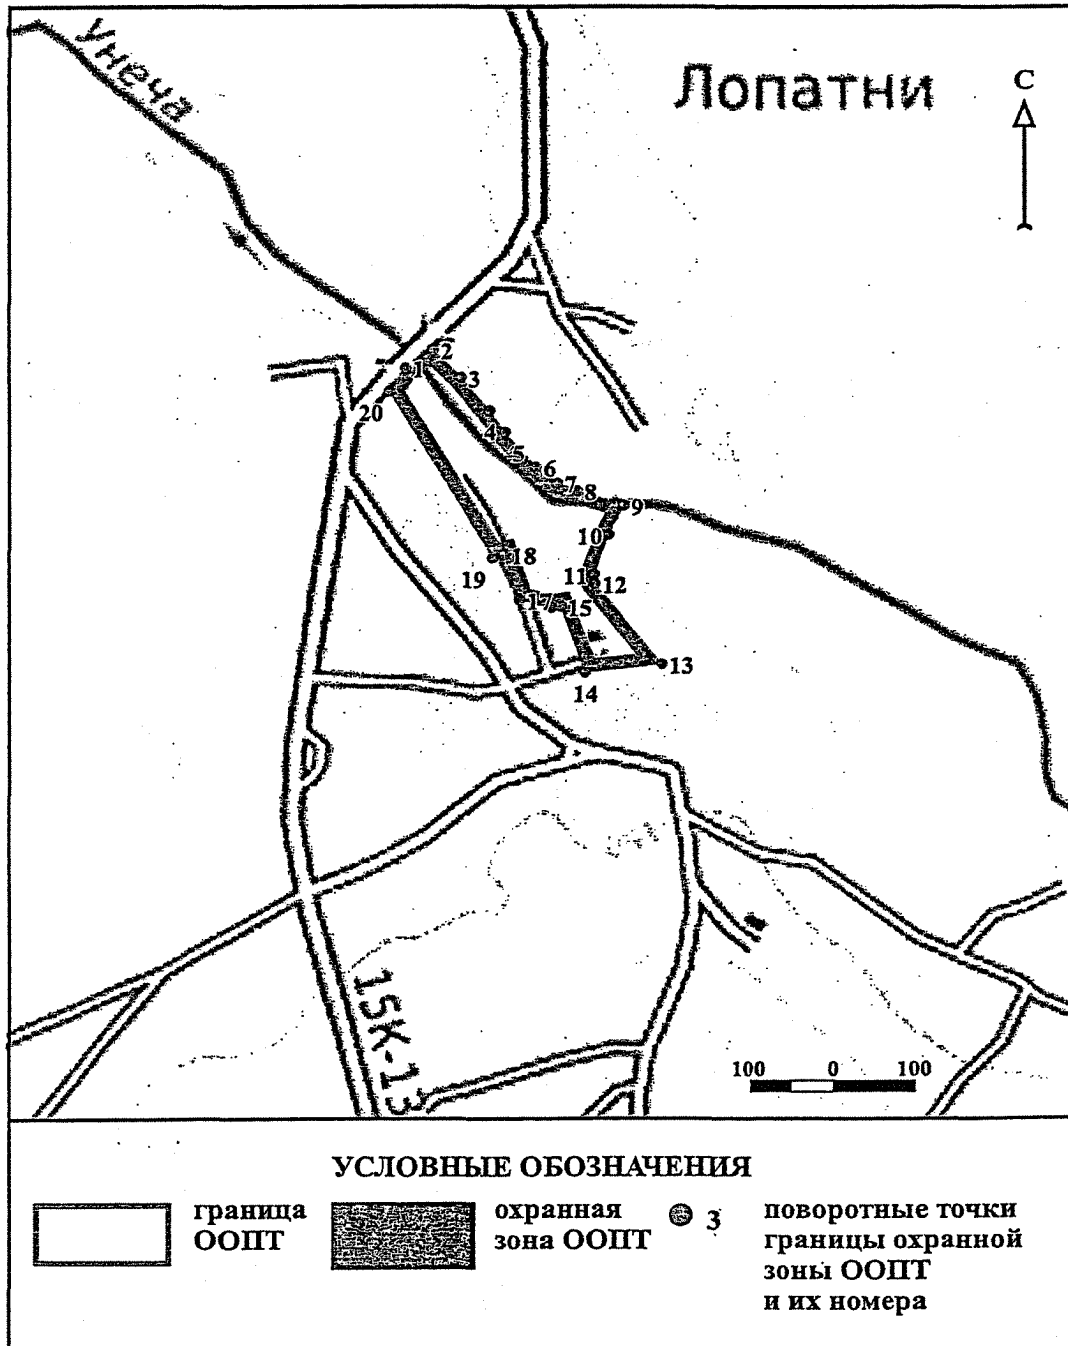 Унеча
Лопатни
С
1
2
3
20
4
5
6
7
8
9
10
18
19
11
12
17
15
13
14
15К-13
100 0 100
УСЛОВНЫЕ ОБОЗНАЧЕНИЯ
граница
ООПТ
охранная
зона ООПТ
3
поворотные точки
границы охранной
зоны ООПТ
и их номера